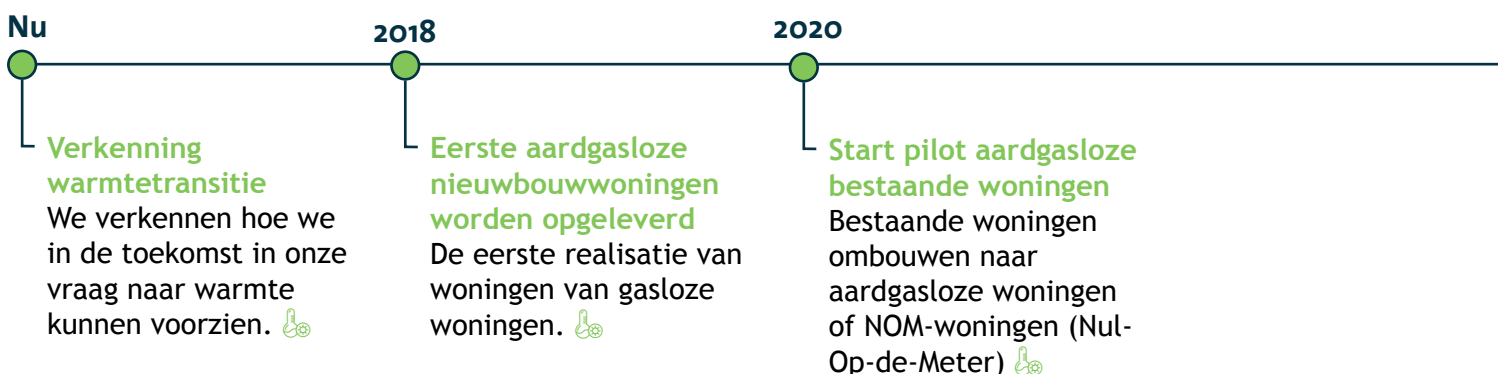 Nu
2018
2020
Verkenning
warmtetransitie
We verkennen hoe we
in de toekomst in onze
vraag naar warmte
kunnen voorzien.
Eerste aardgasloze
nieuwbouwwoningen
worden opgeleverd
De eerste realisatie van
woningen van gasloze
woningen.
Start pilot aardgasloze
bestaande woningen
Bestaande woningen
ombouwen naar
aardgasloze woningen
of NOM-woningen (Nul-
Op-de-Meter)